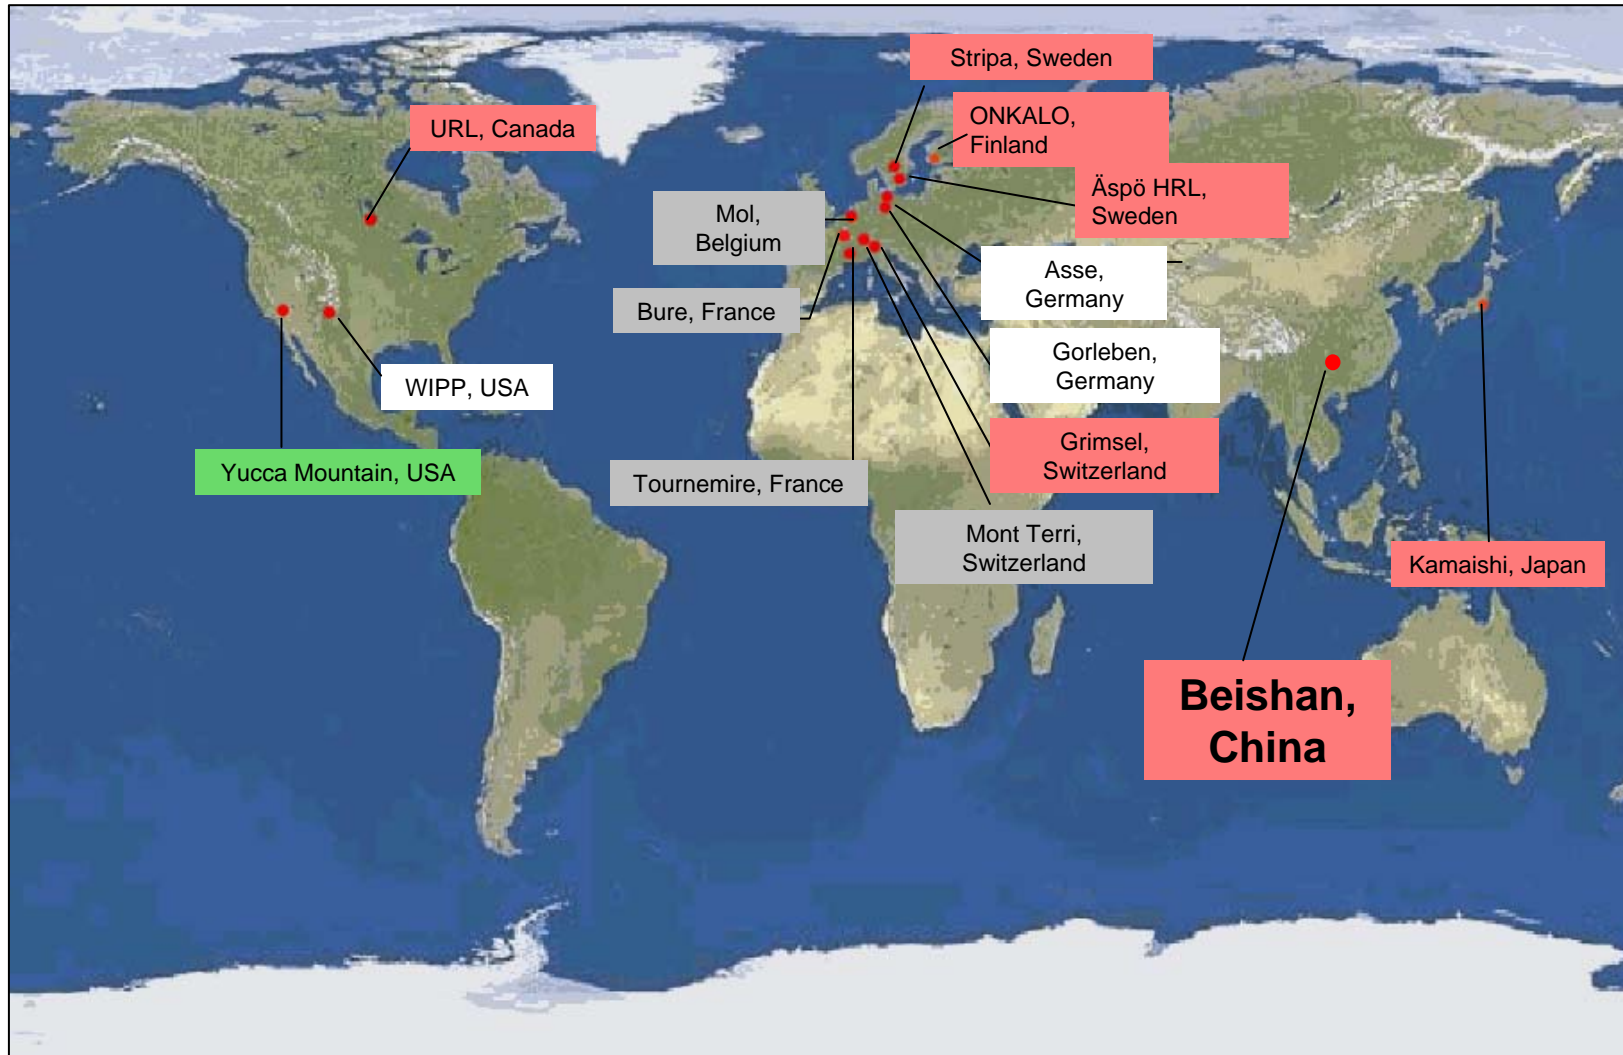 Stripa, Sweden
ONKALO,
Finland
URL, Canada
Äspö HRL,
Sweden
Mol,
Belgium
Asse,
Germany
Bure, France
Gorleben,
Germany
WIPP, USA
Grimsel,
Switzerland
Yucca Mountain, USA
Tournemire, France
Mont Terri,
Switzerland
Kamaishi, Japan
Beishan,
China